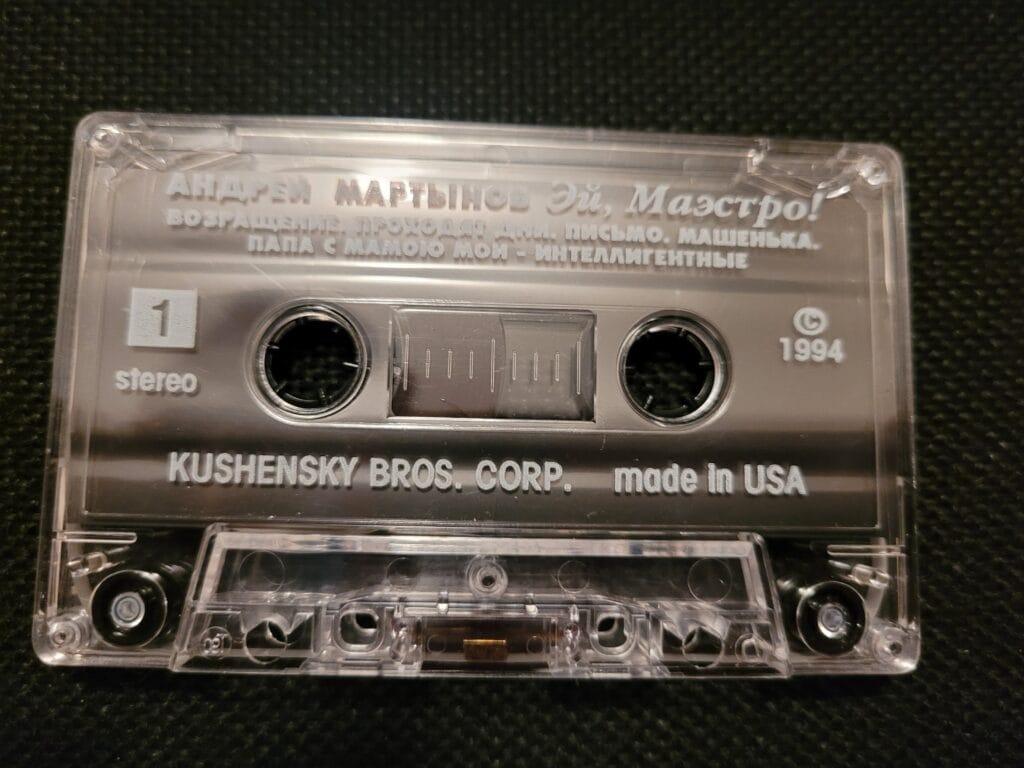 АНДРЕЙ МАРТЫНОВ Эй, Маэстро!
ВОЗРАЩЕНИЕ. ПРОХОДЯТ ДНИ. ПИСЬМО. МАШЕНЬКА.
ПАПА С МАМОЮ МОИ - ИНТЕЛЛИГЕНТНЫЕ
1
stereo
©
1994
KUSHENSKY BROS. CORP. made in USA